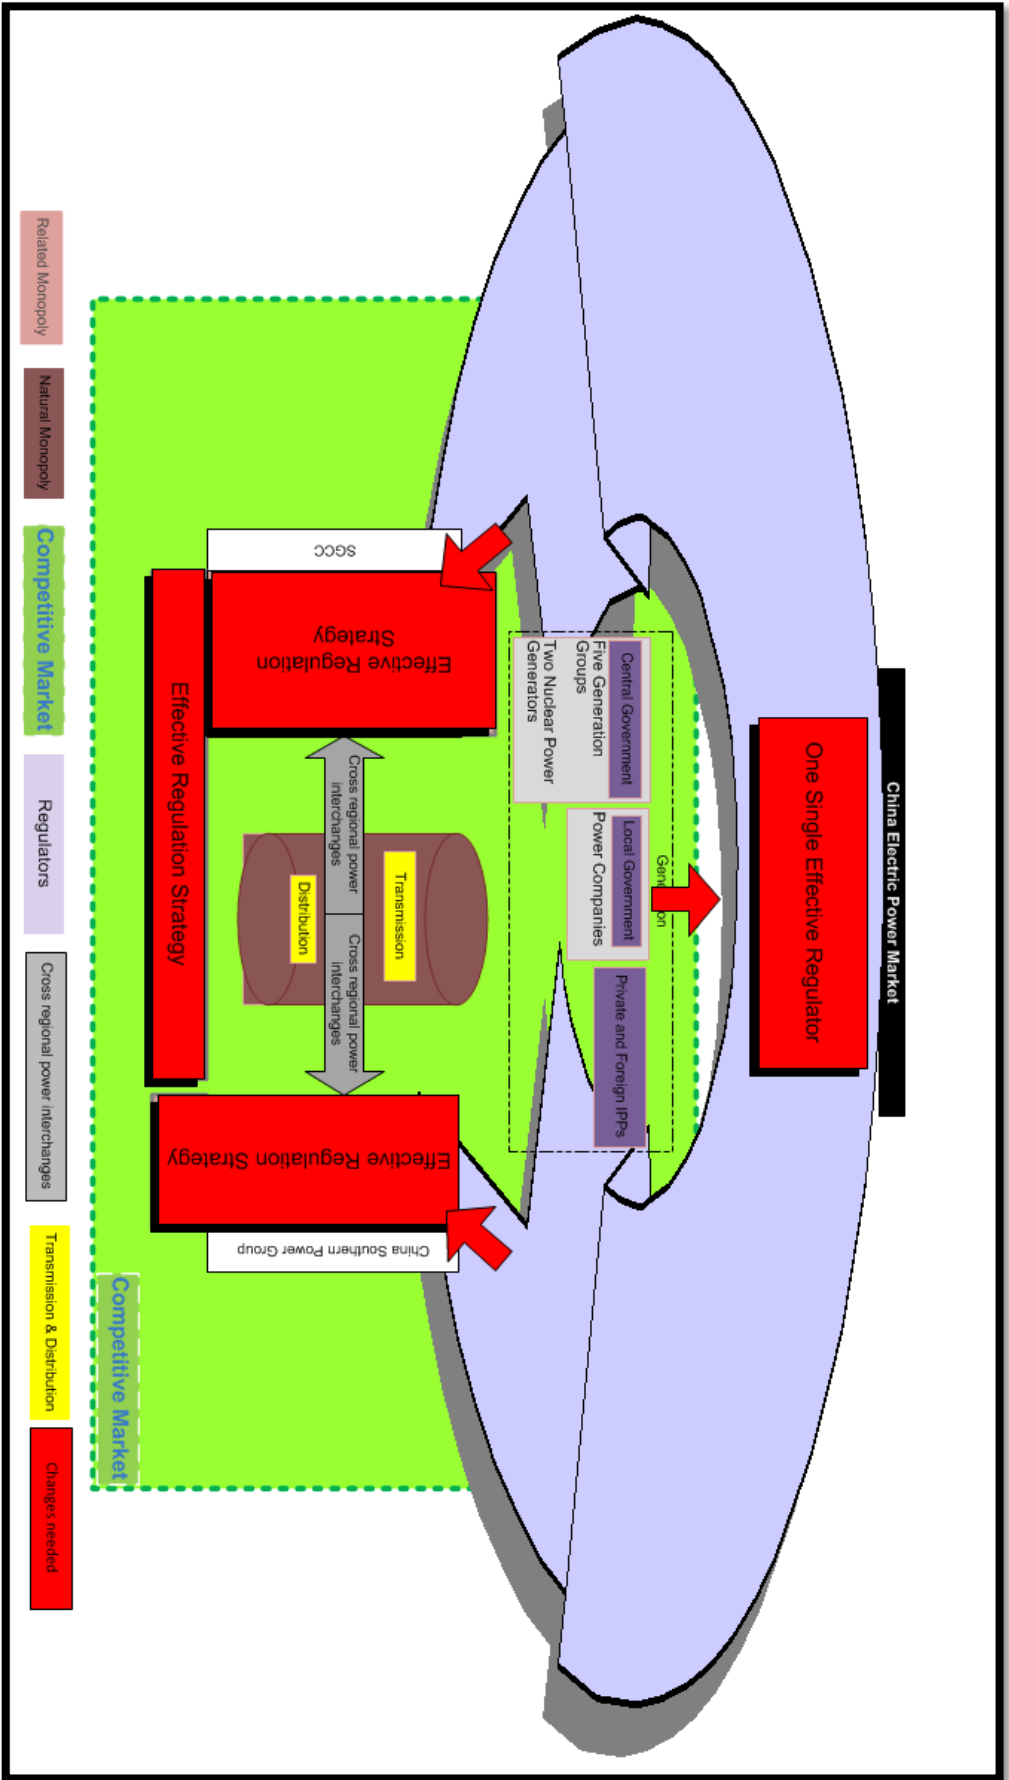 China Electric Power Market
One Single Effective Regulator
Generation
Central Government
Five Generation
Groups
Two Nuclear Power
Generators
Local Government
Power Companies
Private and Foreign IPPs
SGCC
Effective Regulation
Strategy
Transmission
Cross regional power
interchanges
Cross regional power
interchanges
Distribution
Effective Regulation Strategy
China Southern Power Group
Effective Regulation Strategy
Competitive Market
Related Monopoly
Natural Monopoly
Competitive Market
Regulators
Cross regional power interchanges
Transmission & Distribution
Changes needed